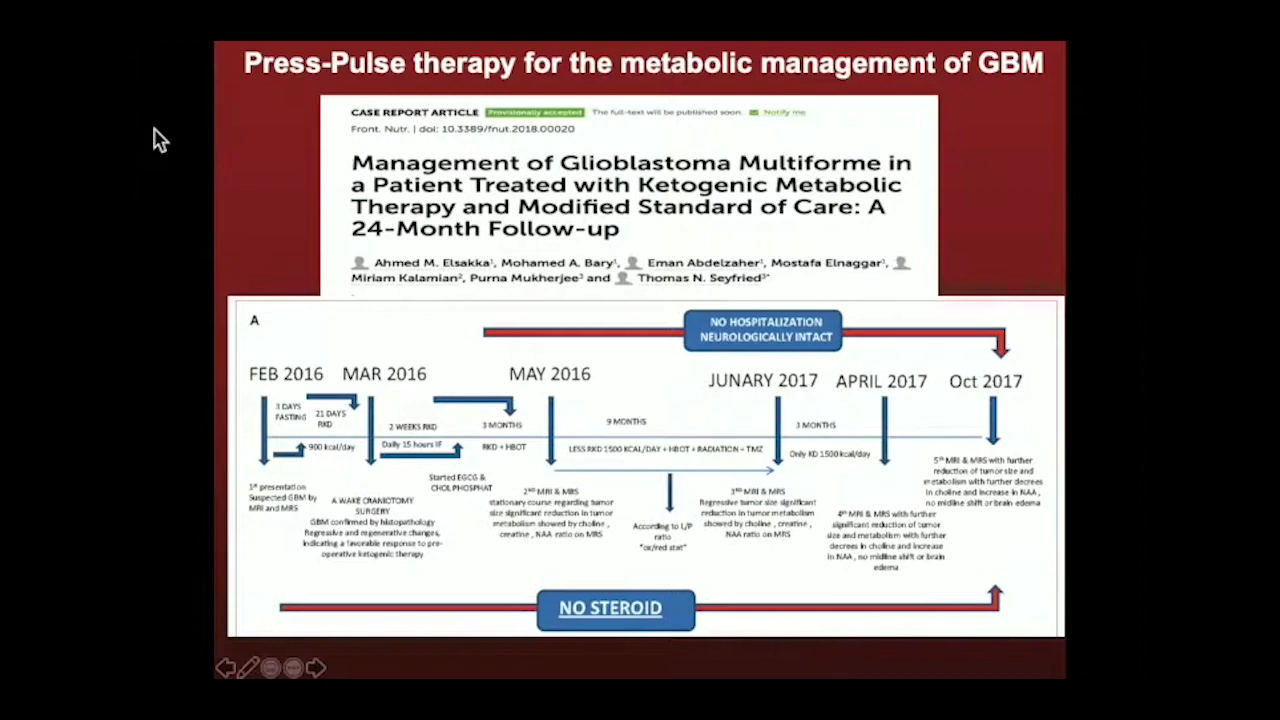 Press-Pulse therapy for the metabolic management of GBM
CASE REPORT ARTICLE Provisionally accepted The full-text will be published soon. Notify me
Front. Nutr. | doi: 10.3389/fnut.2018.00020
Management of Glioblastoma Multiforme in
a Patient Treated with Ketogenic Metabolic
Therapy and Modified Standard of Care: A
24-Month Follow-up
Ahmed M. Elsakka¹, Mohamed A. Bary¹, Eman Abdelzaher¹, Mostafa Elnaggar¹,
Miriam Kalamian², Purna Mukherjee³ and Thomas N. Seyfried³*
A
NO HOSPITALIZATION
NEUROLOGICALLY INTACT
FEB 2016 MAR 2016 MAY 2016 JUNARY 2017 APRIL 2017 Oct 2017
3 DAYS
FASTING
21 DAYS
RKD
900 kcal/day
2 WEEKS RKD
Daily 15 hours IF
3 MONTHS
RKD + HBOT
9 MONTHS
LESS RKD 1500 KCAL/DAY + HBOT + RADIATION + TMZ
3 MONTHS
Only KD 1500 kcal/day
1ˢᵗ presentation
Suspected GBM by
MRI and MRS
A WAKE CRANIOTOMY
SURGERY
GBM confirmed by histopathology
Regressive and regenerative changes,
indicating a favorable response to pre-
operative ketogenic therapy
Started EGCG &
CHOL PHOSPHAT
2ᴺᴰ MRI & MRS
stationary course regarding tumor
size significant reduction in tumor
metabolism showed by choline ,
creatine , NAA ratio on MRS
According to L/P
ratio
"ox/red stat"
3ᴿᴰ MRI & MRS
Regressive tumor size significant
reduction in tumor metabolism
showed by choline , creatine ,
NAA ratio on MRS
4ᵗʰ MRI & MRS with further
significant reduction of tumor
size and metabolism with further
decrees in choline and increase
in NAA , no midline shift or brain
edema
5ᵗʰ MRI & MRS with further
reduction of tumor size and
metabolism with further decrees
in choline and increase in NAA ,
no midline shift or brain edema
NO STEROID